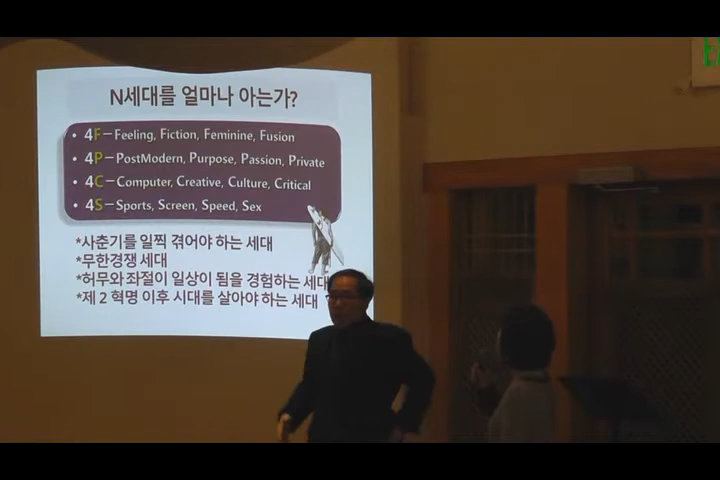 N세대를 얼마나 아는가?
• 4F－Feeling, Fiction, Feminine, Fusion
• 4P－PostModern, Purpose, Passion, Private
• 4C－Computer, Creative, Culture, Critical
• 4S－Sports, Screen, Speed, Sex
*사춘기를 일찍 겪어야 하는 세대
*무한경쟁 세대
*허무와 좌절이 일상이 됨을 경험하는 세대
*제 2 혁명 이후 시대를 살아야 하는 세대